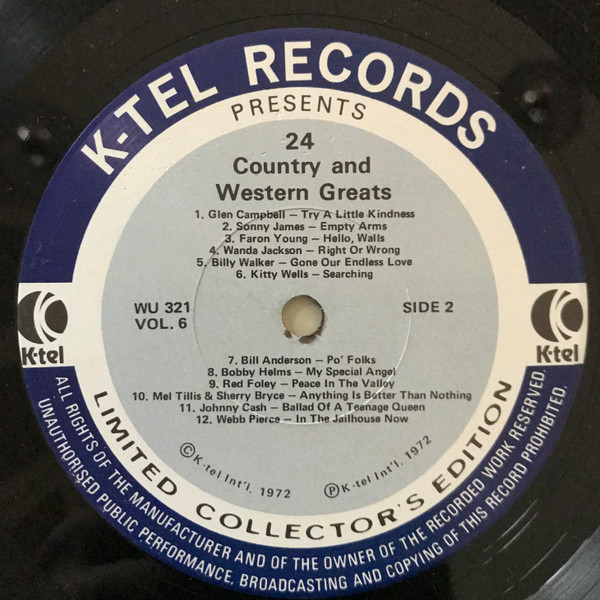 K-TEL RECORDS
PRESENTS
24
Country and
Western Greats
1. Glen Campbell – Try A Little Kindness
2. Sonny James – Empty Arms
3. Faron Young – Hello, Walls
4. Wanda Jackson – Right Or Wrong
5. Billy Walker – Gone Our Endless Love
6. Kitty Wells – Searching
WU 321
VOL. 6
SIDE 2
K-tel
K-tel
7. Bill Anderson – Po' Folks
8. Bobby Helms – My Special Angel
9. Red Foley – Peace In The Valley
10. Mel Tillis & Sherry Bryce – Anything Is Better Than Nothing
11. Johnny Cash – Ballad Of A Teenage Queen
12. Webb Pierce – In The Jailhouse Now
©K-tel Int'l. 1972
℗K-tel Int'l. 1972
LIMITED COLLECTOR'S EDITION
ALL RIGHTS OF THE MANUFACTURER AND OF THE OWNER OF THE RECORDED WORK RESERVED.
UNAUTHORISED PUBLIC PERFORMANCE, BROADCASTING AND COPYING OF THIS RECORD PROHIBITED.